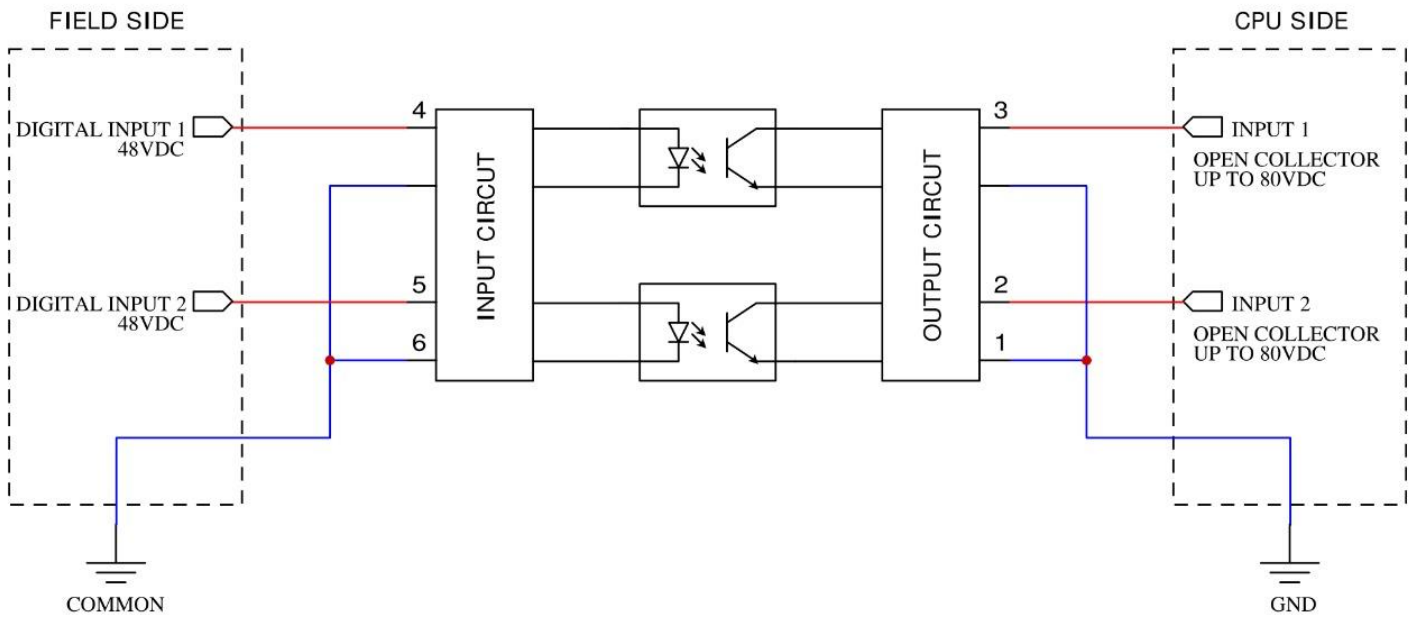 FIELD SIDE
CPU SIDE
DIGITAL INPUT 1
48VDC
4
INPUT CIRCUT
OUTPUT CIRCUT
3
INPUT 1
OPEN COLLECTOR
UP TO 80VDC
DIGITAL INPUT 2
48VDC
5
2
INPUT 2
OPEN COLLECTOR
UP TO 80VDC
6
1
COMMON
GND